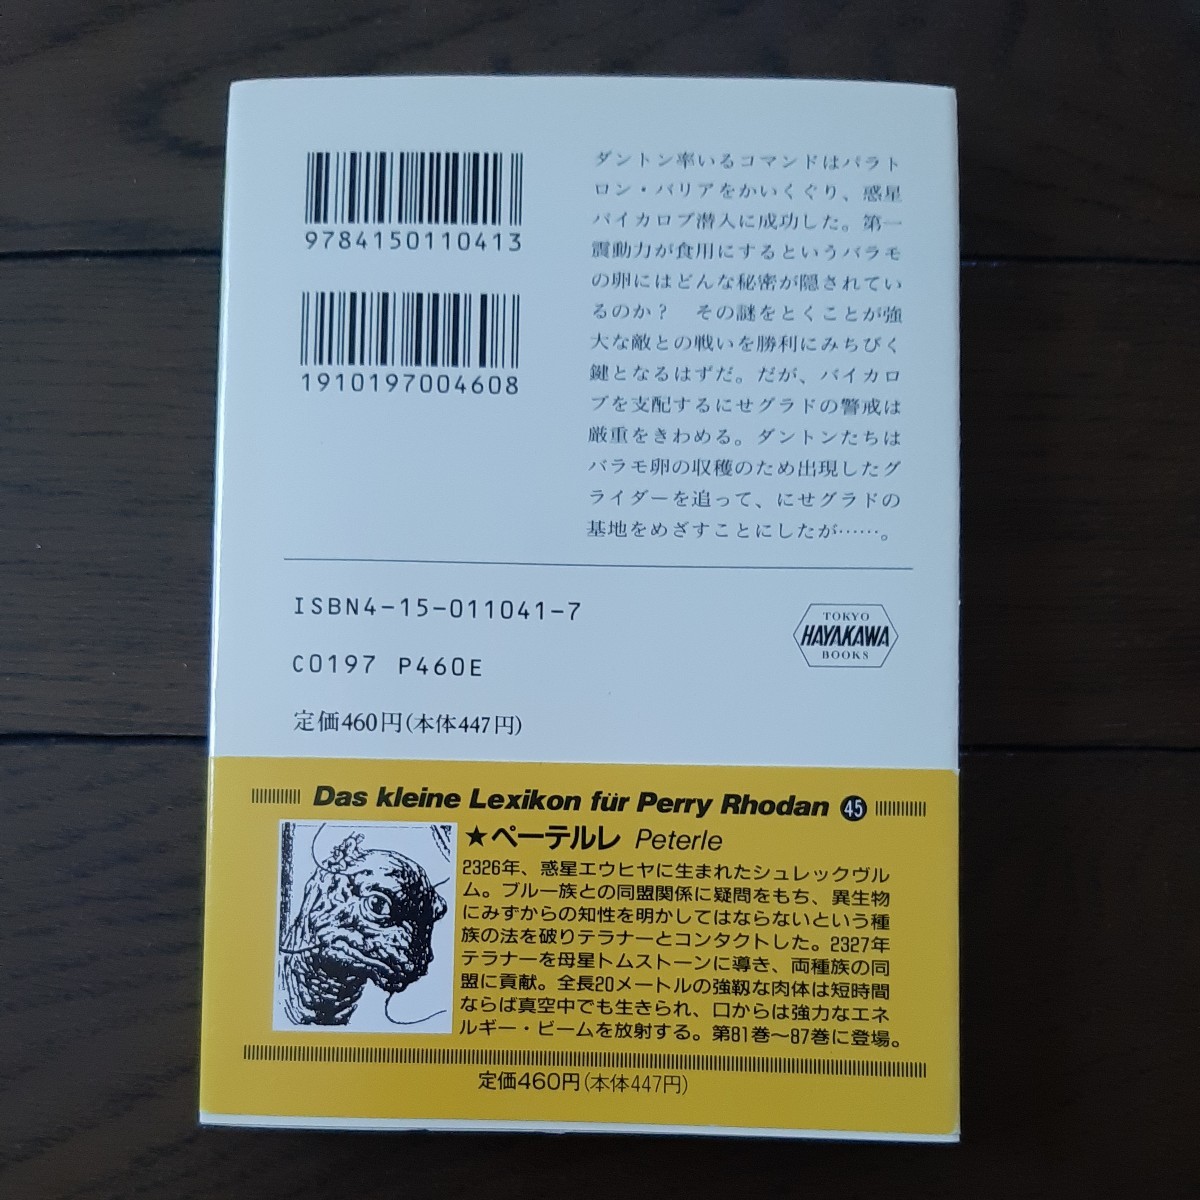 9784150110413
1910197004608
ダントン率いるコマンドはパラト
ロン・バリアをかいくぐり、惑星
バイカロブ潜入に成功した。第一
震動力が食用にするというバラモ
の卵にはどんな秘密が隠されてい
るのか？　その謎をとくことが強
大な敵との戦いを勝利にみちびく
鍵となるはずだ。だが、バイカロ
ブを支配するにせグラドの警戒は
厳重をきわめる。ダントンたちは
バラモ卵の収穫のため出現したグ
ライダーを追って、にせグラドの
基地をめざすことにしたが……。
ISBN4-15-011041-7
C0197 P460E
定価460円(本体447円)
TOKYO
HAYAKAWA
BOOKS
Das kleine Lexikon für Perry Rhodan 45
★ペーテルレ Peterle
2326年、惑星エウヒヤに生まれたシュレックヴル
ム。ブルー族との同盟関係に疑問をもち、異生物
にみずからの知性を明かしてはならないという種
族の法を破りテラナーとコンタクトした。2327年
テラナーを母星トムストーンに導き、両種族の同
盟に貢献。全長20メートルの強靱な肉体は短時間
ならば真空中でも生きられ、口からは強力なエネ
ルギー・ビームを放射する。第81巻〜87巻に登場。
定価460円(本体447円)